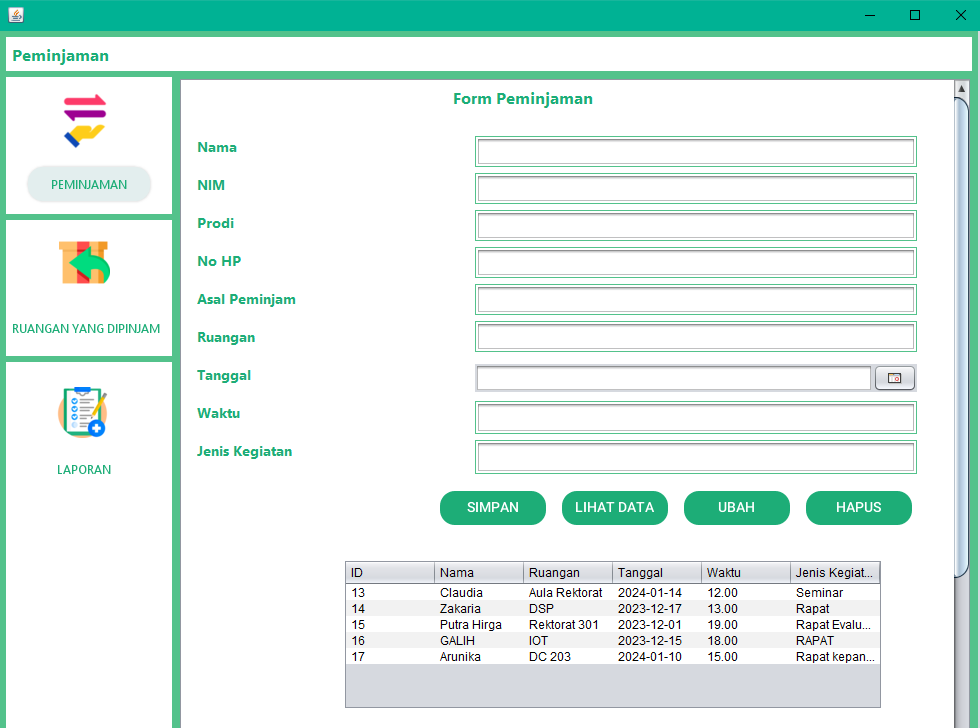 Peminjaman
PEMINJAMAN
RUANGAN YANG DIPINJAM
LAPORAN
Form Peminjaman
Nama
NIM
Prodi
No HP
Asal Peminjam
Ruangan
Tanggal
Waktu
Jenis Kegiatan
SIMPAN LIHAT DATA UBAH HAPUS
ID Nama Ruangan Tanggal Waktu Jenis Kegiat...
13 Claudia Aula Rektorat 2024-01-14 12.00 Seminar
14 Zakaria DSP 2023-12-17 13.00 Rapat
15 Putra Hirga Rektorat 301 2023-12-01 19.00 Rapat Evalu...
16 GALIH IOT 2023-12-15 18.00 RAPAT
17 Arunika DC 203 2024-01-10 15.00 Rapat kepan...